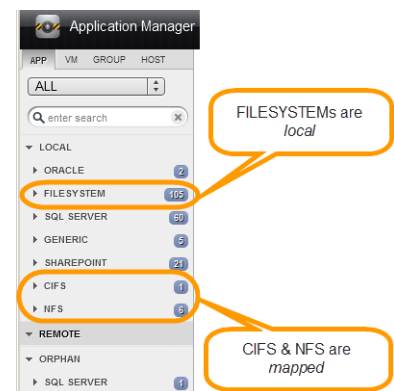 Application Manager
APP VM GROUP HOST
ALL
enter search
LOCAL
ORACLE 2
FILESYSTEM 105
SQL SERVER 60
GENERIC 5
SHAREPOINT 21
CIFS 1
NFS 5
REMOTE
ORPHAN
SQL SERVER 1
FILESYSTEMs are
local
CIFS & NFS are
mapped